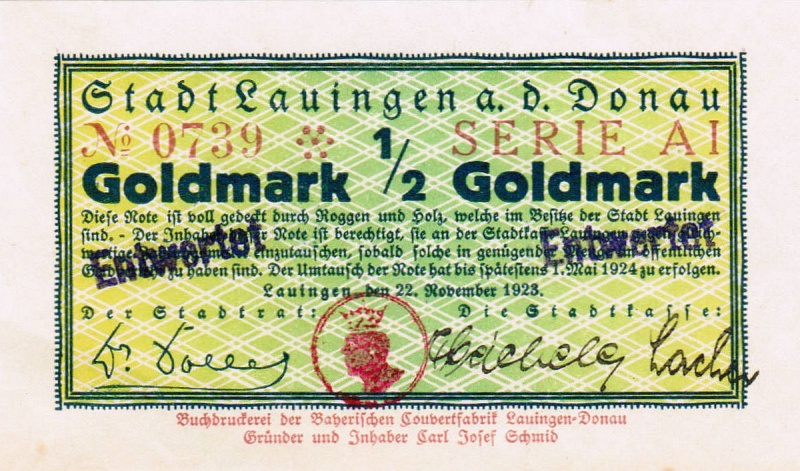 Stadt Lauingen a. d. Donau
№ 0739 SERIE AI
Goldmark 1/2 Goldmark
Diese Note ist voll gedeckt durch Roggen und Holz, welche im Besitze der Stadt Lauingen
sind. - Der Inhaber der Note ist berechtigt, sie an der Stadtkasse Lauingen gegen
einzutauschen, sobald solche in genügender öffentlichen
zu haben sind. Der Umtausch der Note hat bis spätestens 1. Mai 1924 zu erfolgen.
Entwertet Entwertet
Lauingen, den 22. November 1923.
Der Stadtrat: Die Stadtkasse:
Lacher
Buchdruckerei der Bayerischen Couvertfabrik Lauingen-Donau
Gründer und Inhaber Carl Josef Schmid